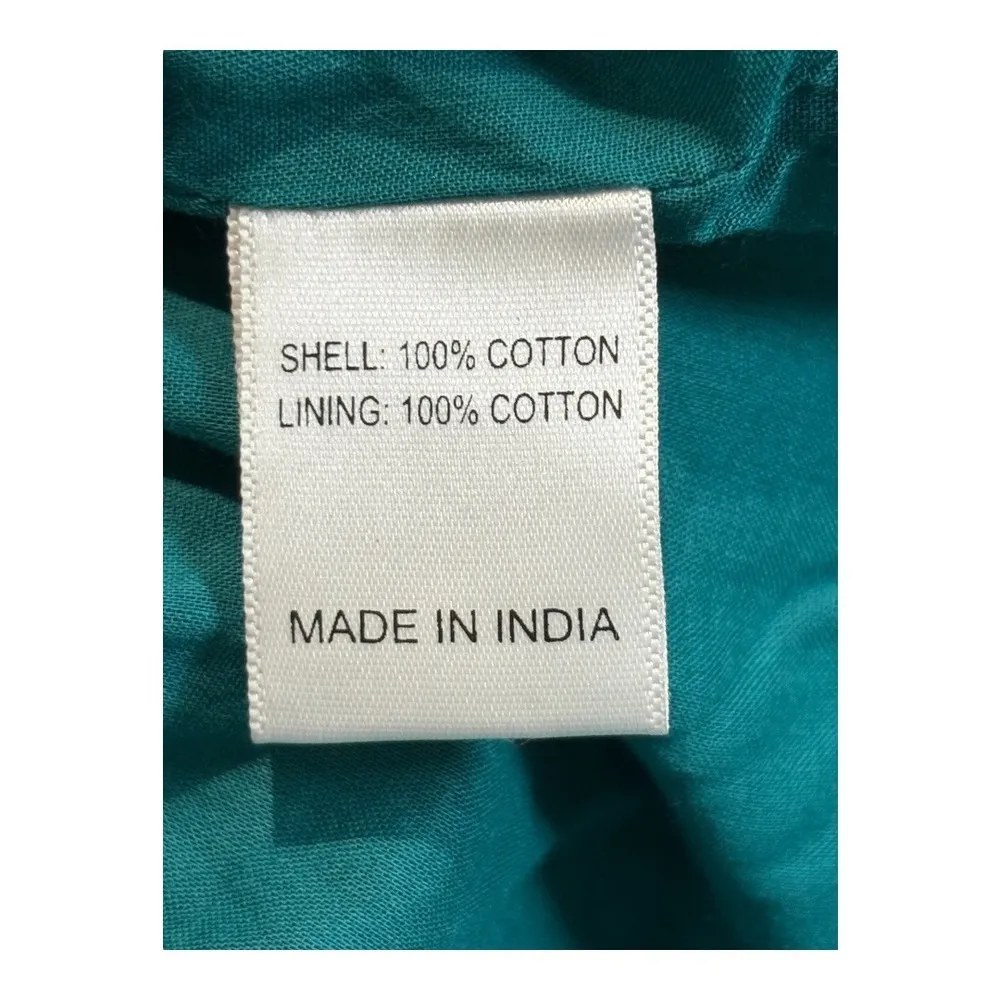 SHELL: 100% COTTON
LINING: 100% COTTON
MADE IN INDIA